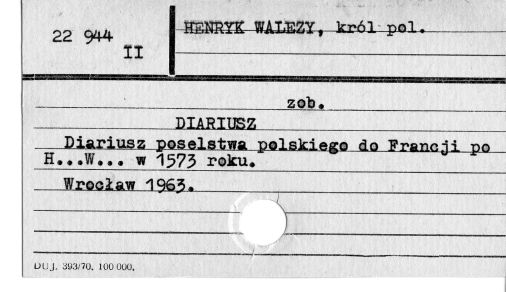 22 944
II
HENRYK WALEZY, król pol.
zob.
DIARIUSZ
Diariusz poselstwa polskiego do Francji po
H...W... w 1573 roku.
Wrocław 1963.
DUJ. 393/70. 100 000.